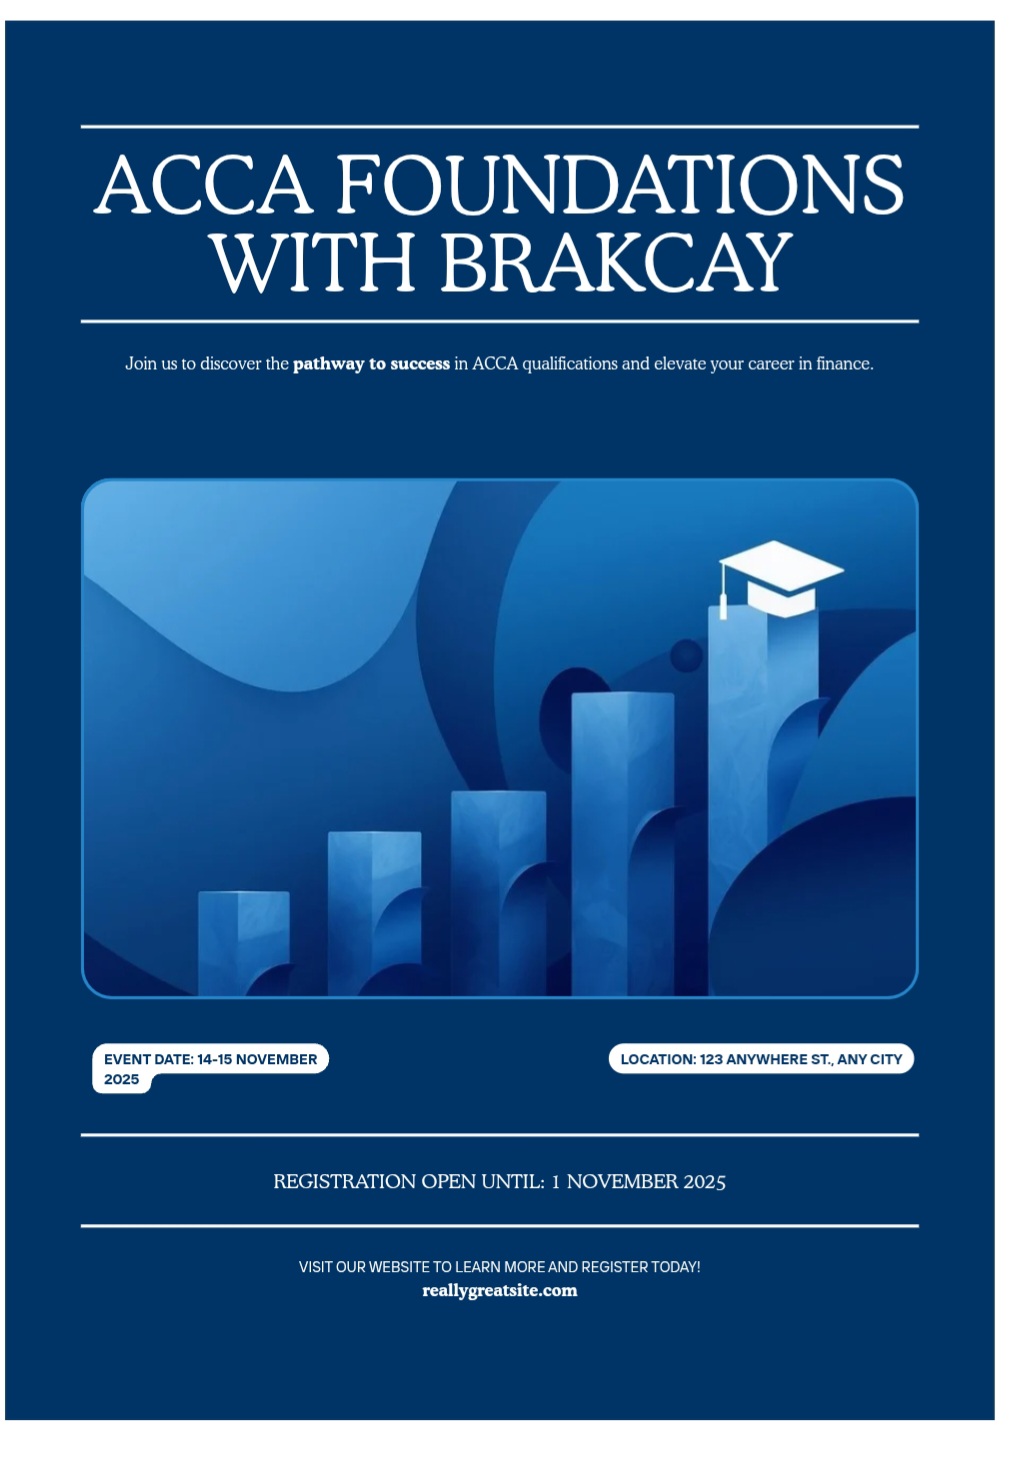 ACCA FOUNDATIONS
WITH BRAKCAY
Join us to discover the pathway to success in ACCA qualifications and elevate your career in finance.
EVENT DATE: 14-15 NOVEMBER
2025
LOCATION: 123 ANYWHERE ST., ANY CITY
REGISTRATION OPEN UNTIL: 1 NOVEMBER 2025
VISIT OUR WEBSITE TO LEARN MORE AND REGISTER TODAY!
reallygreatsite.com